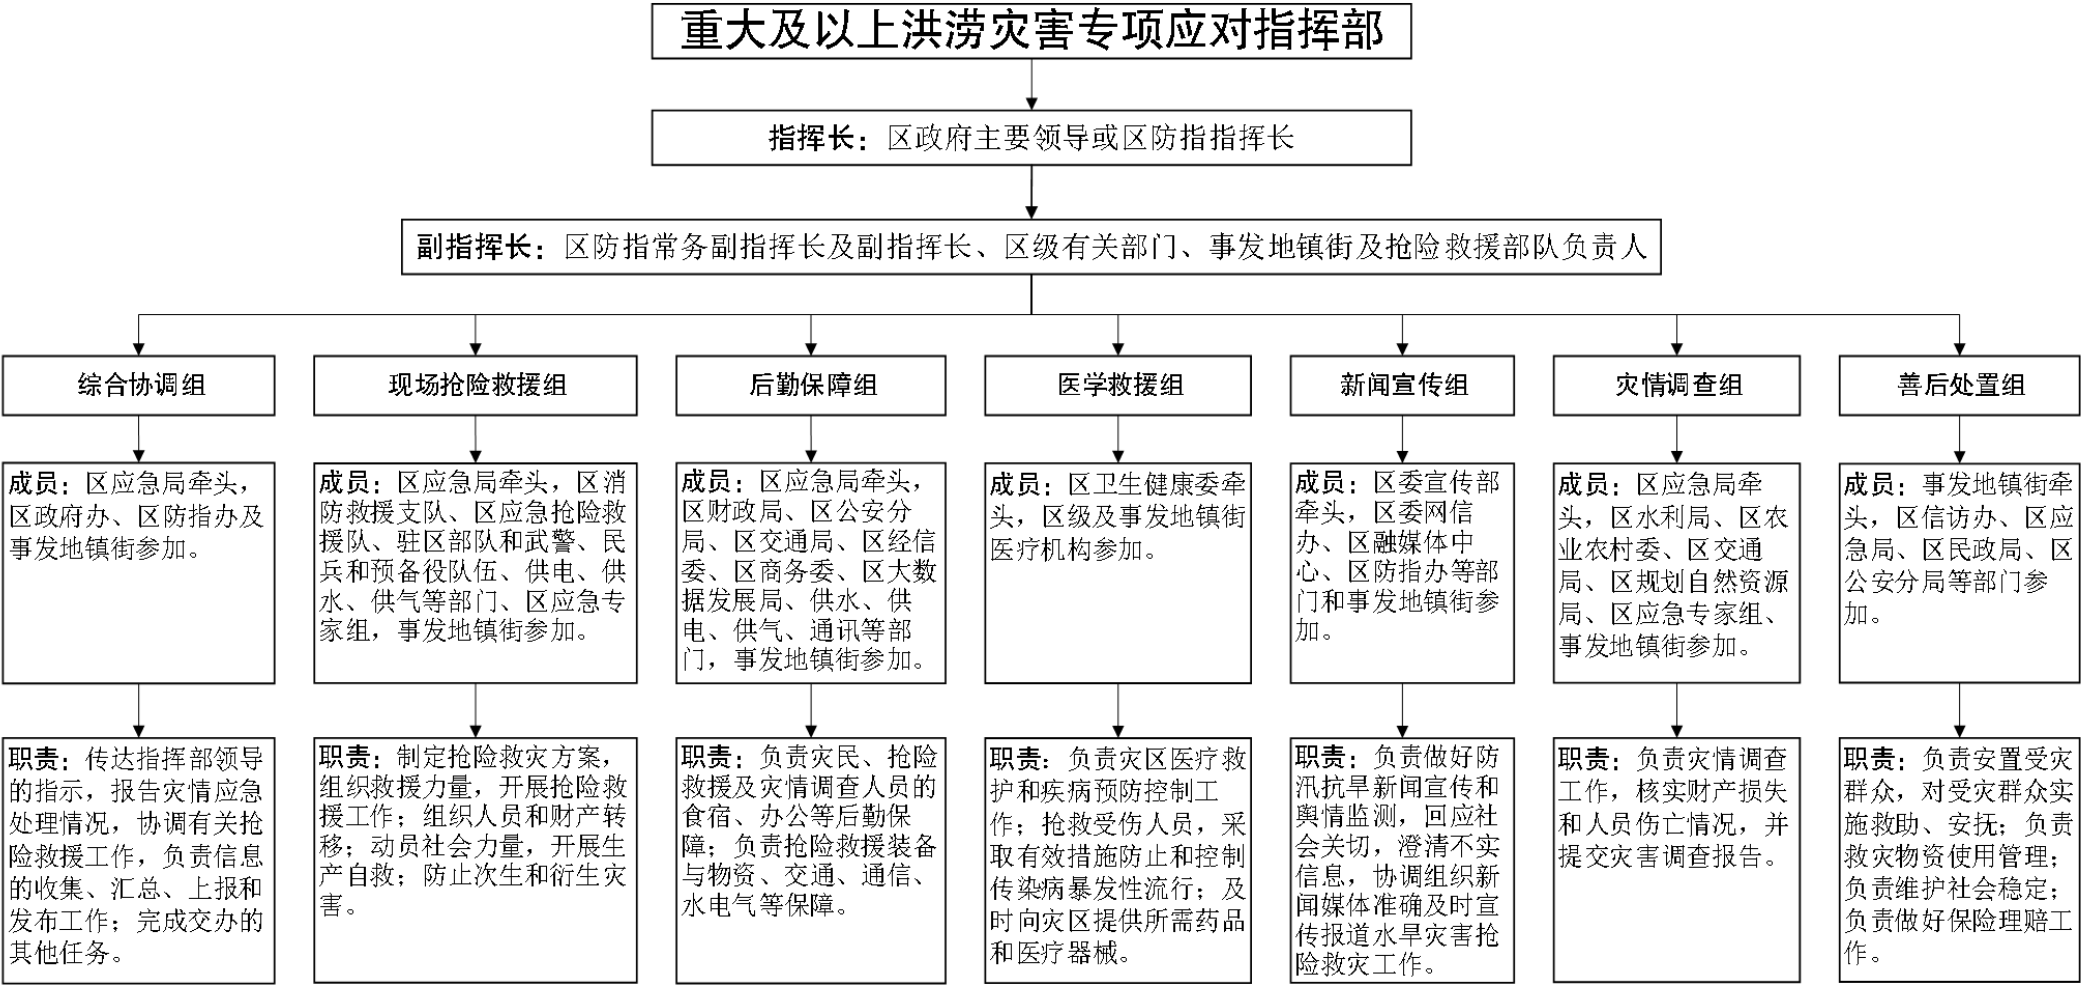 重大及以上洪涝灾害专项应对指挥部
指挥长：区政府主要领导或区防指指挥长
副指挥长：区防指常务副指挥长及副指挥长、区级有关部门、事发地镇街及抢险救援部队负责人
综合协调组
现场抢险救援组
后勤保障组
医学救援组
新闻宣传组
灾情调查组
善后处置组
成员：区应急局牵头，
区政府办、区防指办及
事发地镇街参加。
成员：区应急局牵头，区消
防救援支队、区应急抢险救
援队、驻区部队和武警、民
兵和预备役队伍、供电、供
水、供气等部门、区应急专
家组，事发地镇街参加。
成员：区应急局牵头，
区财政局、区公安分
局、区交通局、区经信
委、区商务委、区大数
据发展局、供水、供
电、供气、通讯等部
门，事发地镇街参加。
成员：区卫生健康委牵
头，区级及事发地镇街
医疗机构参加。
成员：区委宣传部
牵头，区委网信
办、区融媒体中
心、区防指办等部
门和事发地镇街参
加。
成员：区应急局牵
头，区水利局、区农
业农村委、区交通
局、区规划自然资源
局、区应急专家组、
事发地镇街参加。
成员：事发地镇街牵
头，区信访办、区应
急局、区民政局、区
公安分局等部门参
加。
职责：传达指挥部领导
的指示，报告灾情应急
处理情况，协调有关抢
险救援工作，负责信息
的收集、汇总、上报和
发布工作；完成交办的
其他任务。
职责：制定抢险救灾方案，
组织救援力量，开展抢险救
援工作；组织人员和财产转
移；动员社会力量，开展生
产自救；防止次生和衍生灾
害。
职责：负责灾民、抢险
救援及灾情调查人员的
食宿、办公等后勤保
障；负责抢险救援装备
与物资、交通、通信、
水电气等保障。
职责：负责灾区医疗救
护和疾病预防控制工
作；抢救受伤人员，采
取有效措施防止和控制
传染病暴发性流行；及
时向灾区提供所需药品
和医疗器械。
职责：负责做好防
汛抗旱新闻宣传和
舆情监测，回应社
会关切，澄清不实
信息，协调组织新
闻媒体准确及时宣
传报道水旱灾害抢
险救灾工作。
职责：负责灾情调查
工作，核实财产损失
和人员伤亡情况，并
提交灾害调查报告。
职责：负责安置受灾
群众，对受灾群众实
施救助、安抚；负责
救灾物资使用管理；
负责维护社会稳定；
负责做好保险理赔工
作。